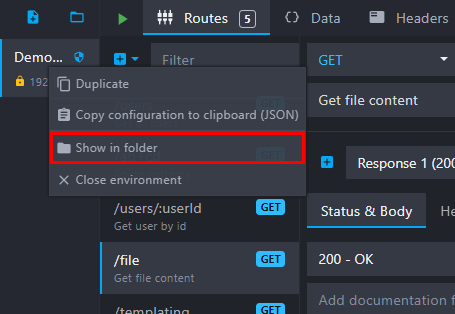 Routes 5 Data Headers
Demo...
Filter
GET
192
Duplicate
Copy configuration to clipboard (JSON)
Get file content
Show in folder
Response 1 (200
Close environment
/users/:userId GET
Get user by id
Status & Body He
/file GET
Get file content
200 - OK
/templating GET
Add documentation f